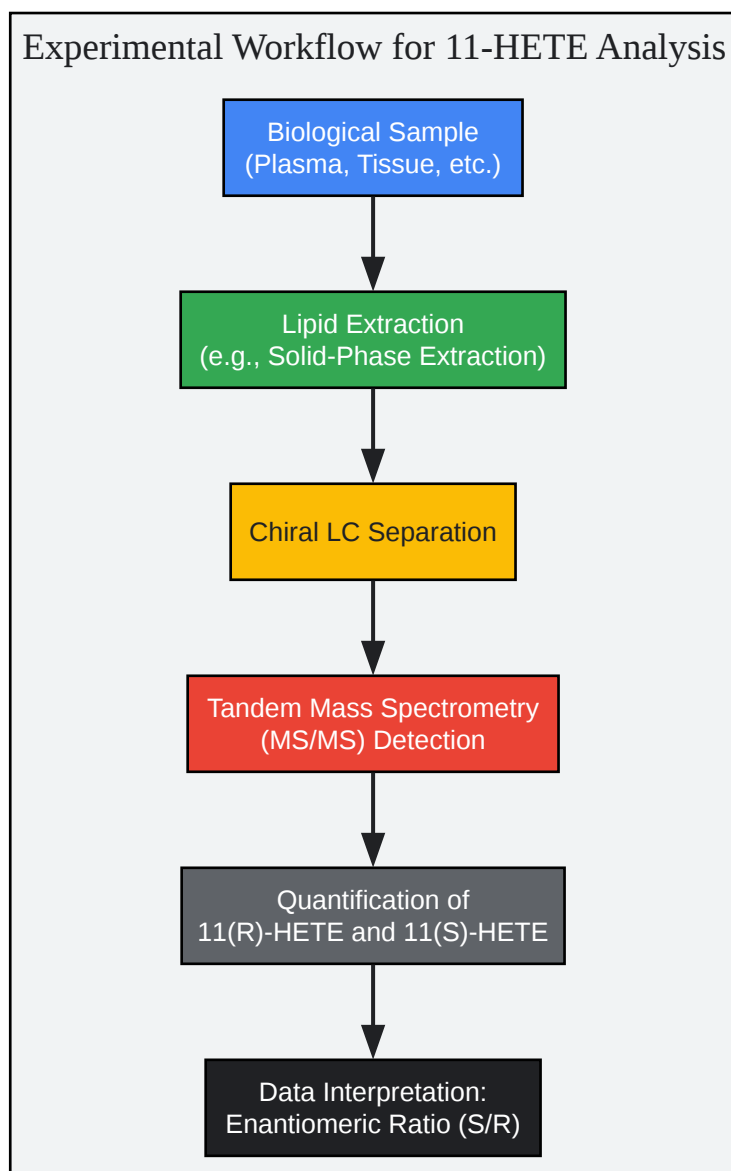 Experimental Workflow for 11-HETE Analysis
Biological Sample
(Plasma, Tissue, etc.)
Lipid Extraction
(e.g., Solid-Phase Extraction)
Chiral LC Separation
Tandem Mass Spectrometry
(MS/MS) Detection
Quantification of
11(R)-HETE and 11(S)-HETE
Data Interpretation:
Enantiomeric Ratio (S/R)